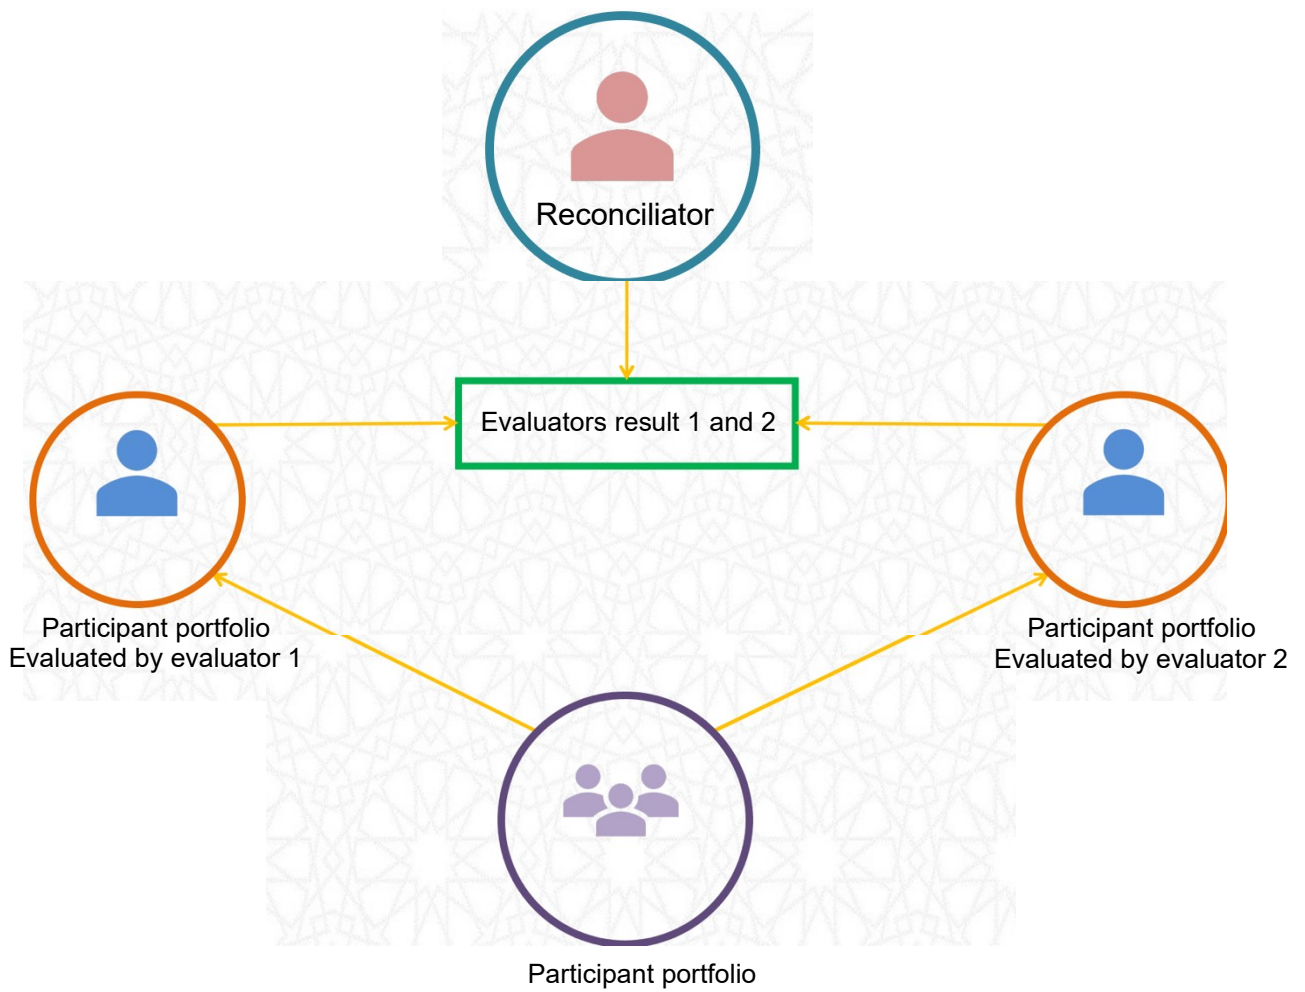 Reconciliator
Evaluators result 1 and 2
Participant portfolio
Evaluated by evaluator 1
Participant portfolio
Evaluated by evaluator 2
Participant portfolio